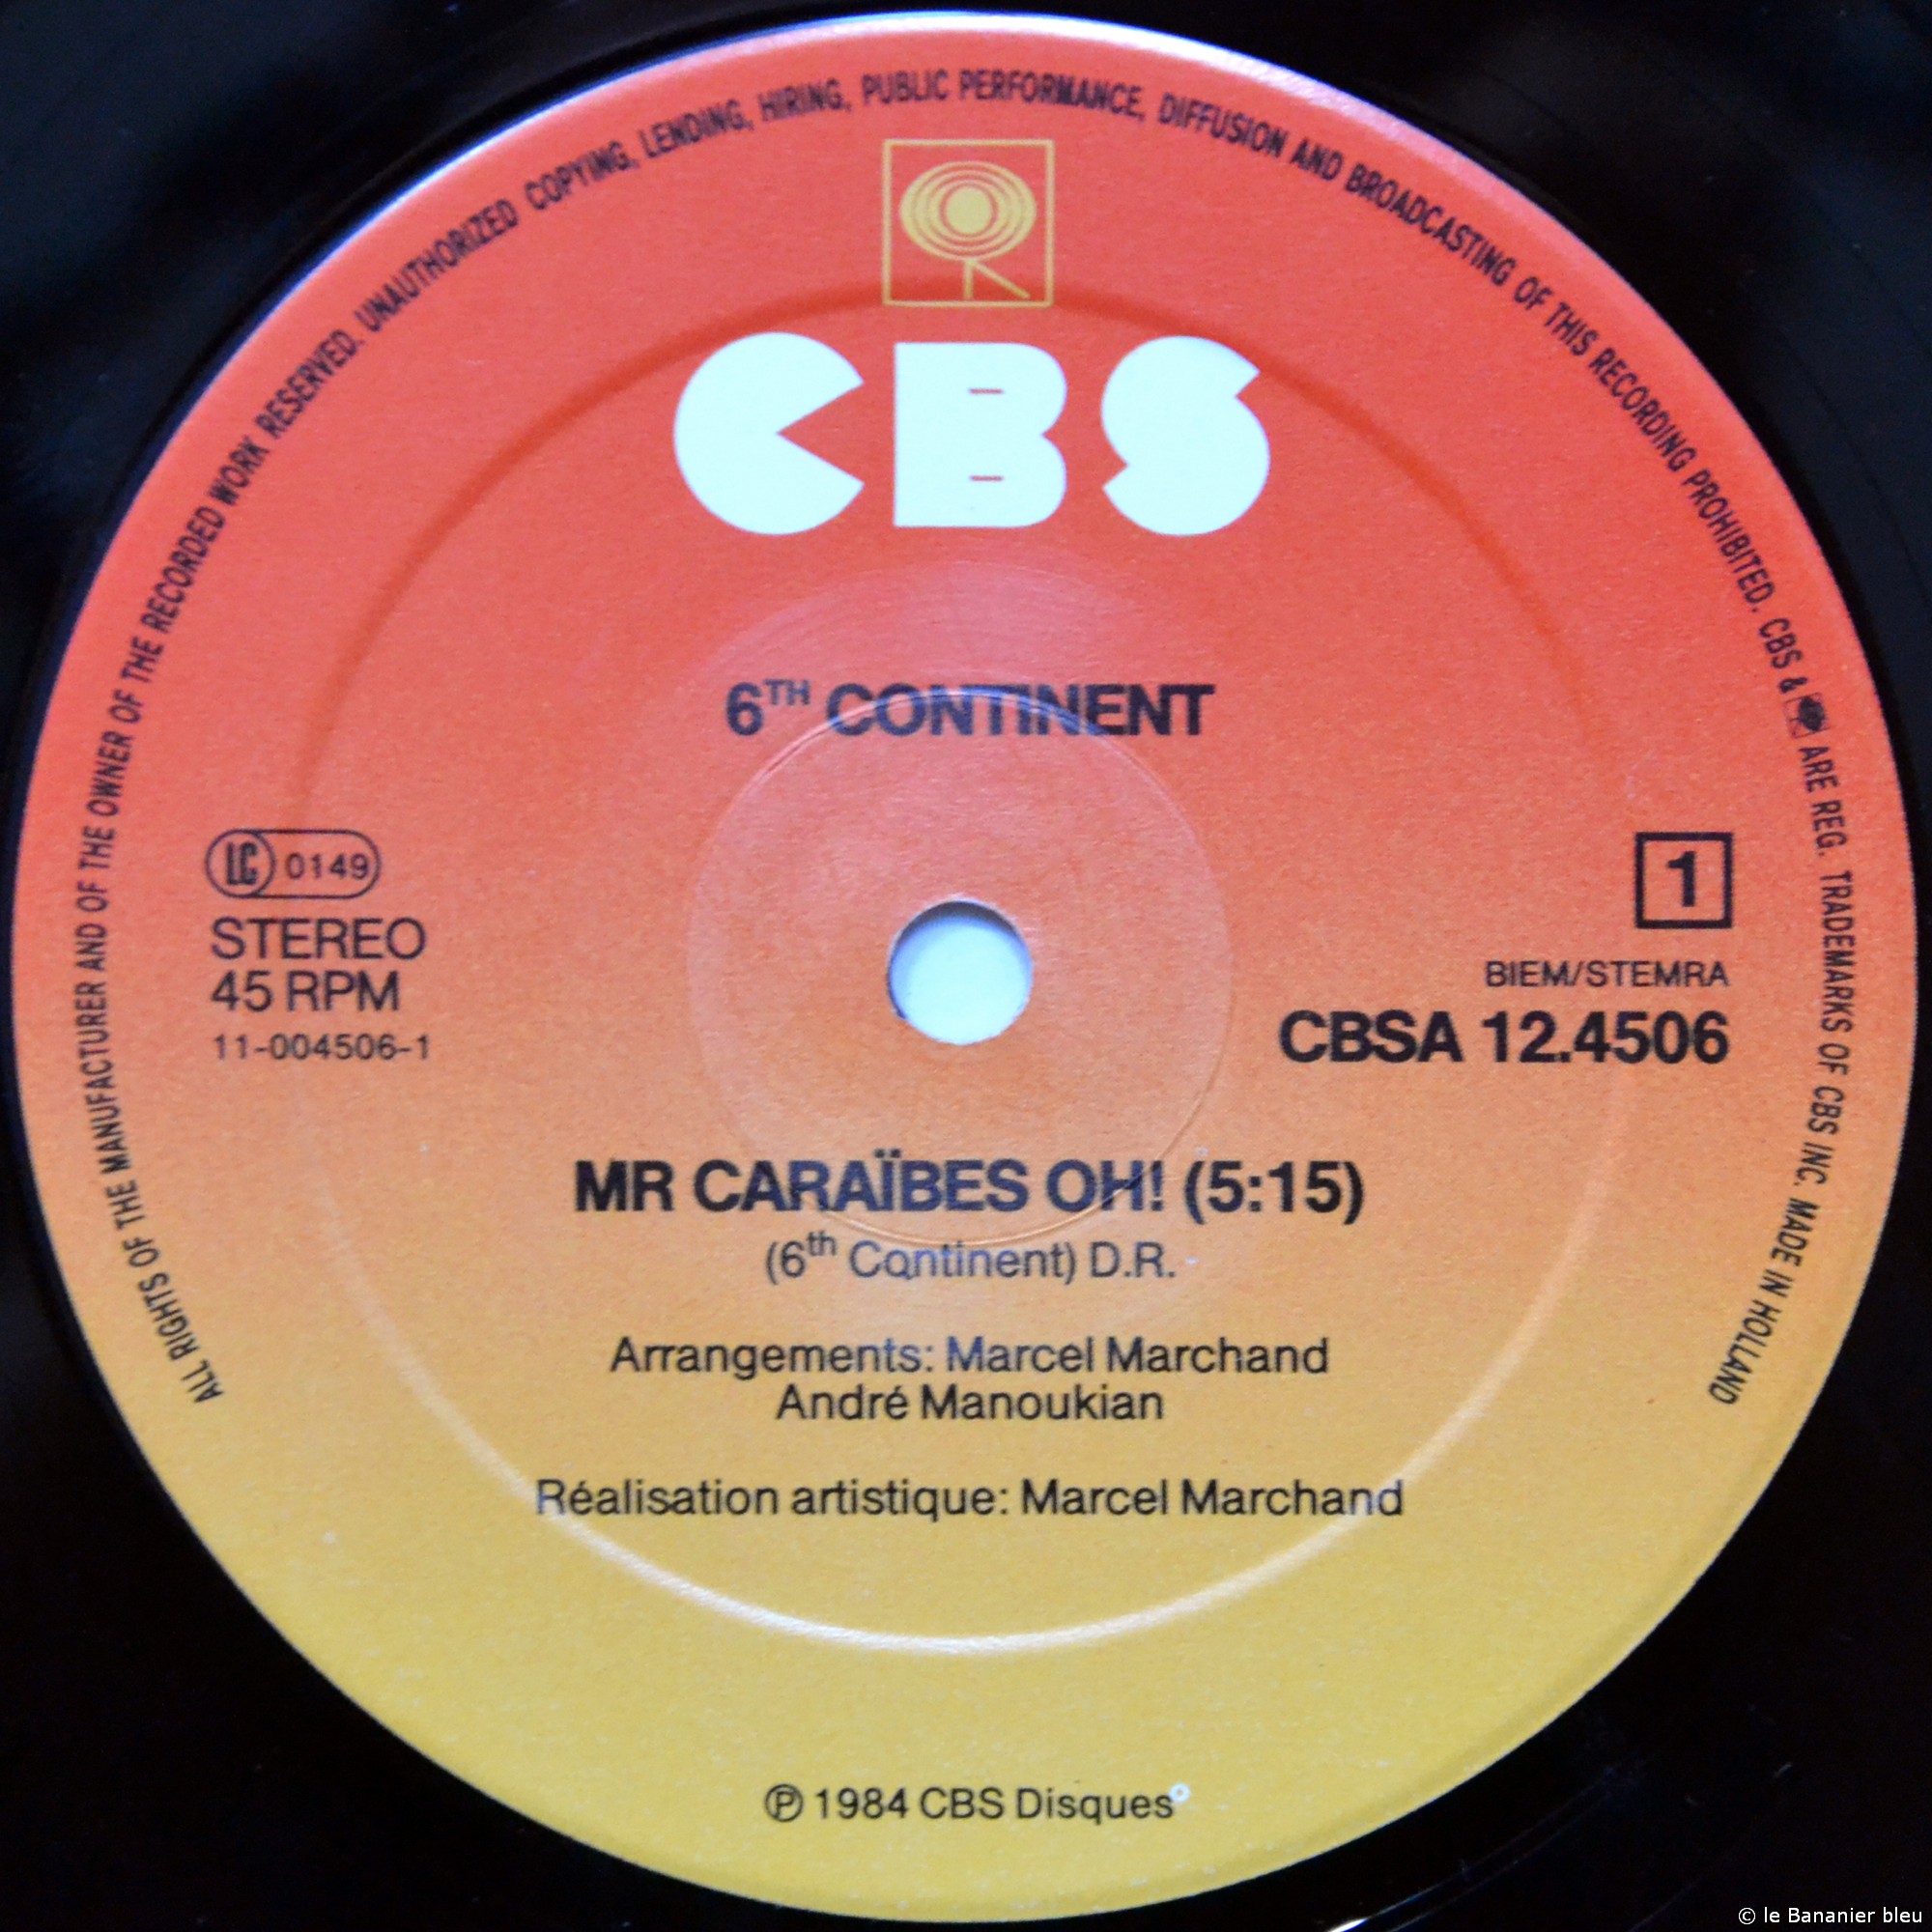 ALL RIGHTS OF THE MANUFACTURER AND OF THE OWNER OF THE RECORDED WORK RESERVED. UNAUTHORIZED COPYING, LENDING, HIRING, PUBLIC PERFORMANCE, DIFFUSION AND BROADCASTING OF THIS RECORDING PROHIBITED. CBS & ARE REG. TRADEMARKS OF CBS INC. MADE IN HOLLAND
CBS
6TH CONTINENT
LC 0149
STEREO
45 RPM
11-004506-1
1
BIEM/STEMRA
CBSA 12.4506
MR CARAÏBES OH! (5:15)
(6th Continent) D.R.
Arrangements: Marcel Marchand
André Manoukian
Réalisation artistique: Marcel Marchand
℗ 1984 CBS Disques
© le Bananier bleu